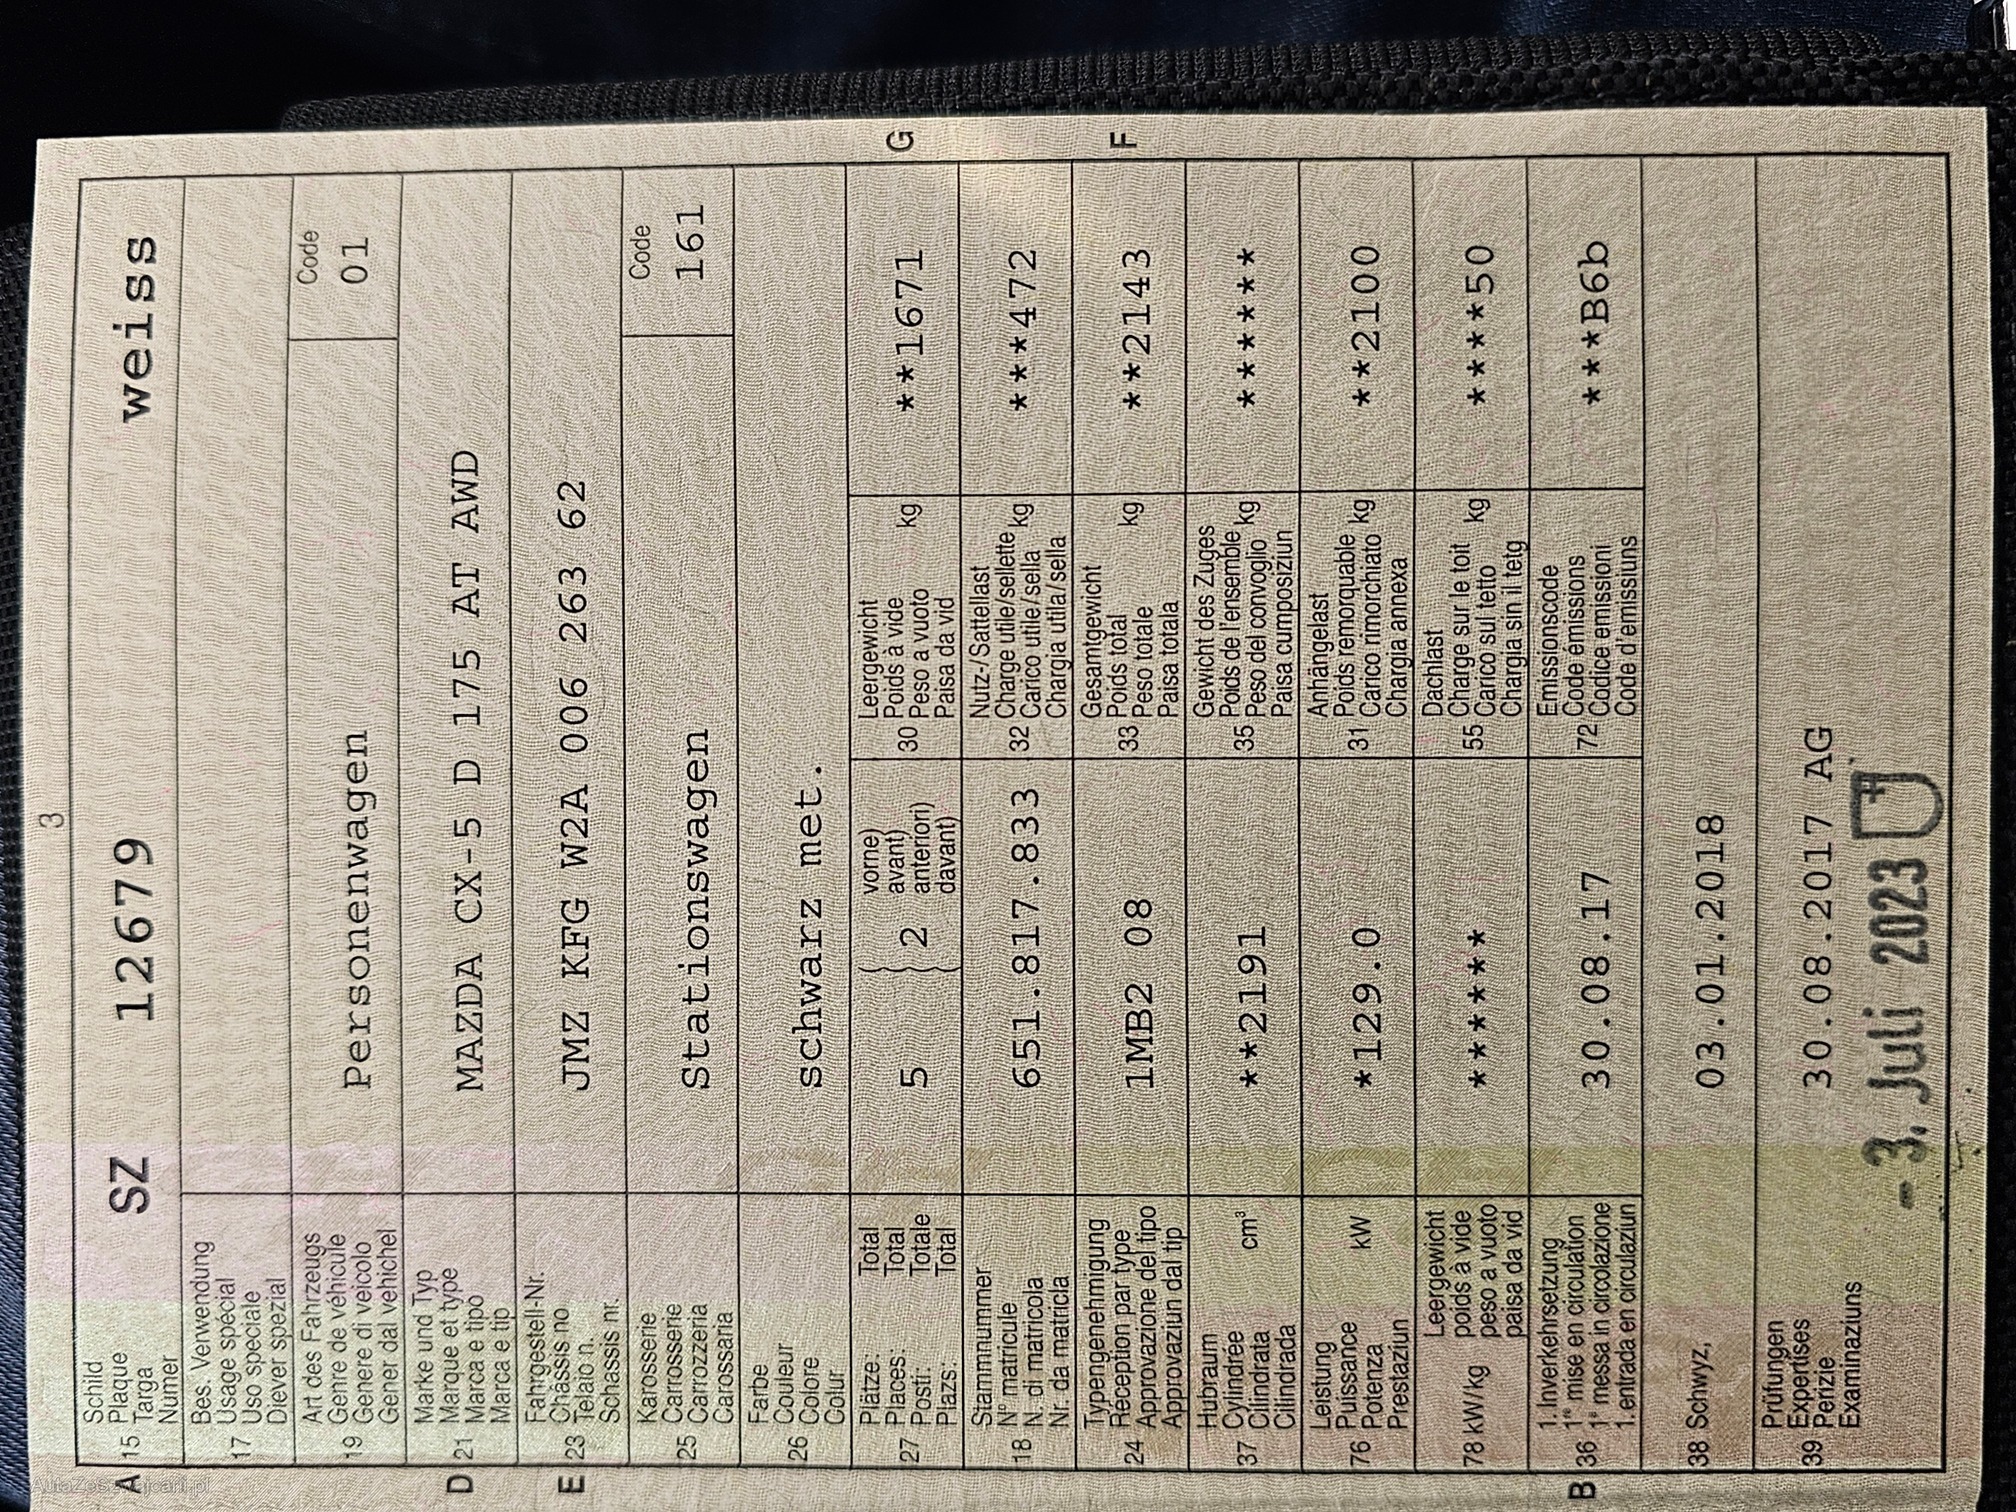 3
A 15 Schild
Plaque
Targa
Numer
SZ 12679 weiss
17 Bes. Verwendung
Usage spécial
Uso speciale
Diever spezial
19 Art des Fahrzeugs
Genre de véhicule
Genere di veicolo
Gener dal vehichel
Personenwagen
Code
01
D 21 Marke und Typ
Marque et type
Marca e tipo
Marca e tip
MAZDA CX-5 D 175 AT AWD
E 23 Fahrgestell-Nr.
Châssis no
Telaio n.
Schassis nr.
JMZ KFG W2A 006 263 62
25 Karosserie
Carrosserie
Carrozzeria
Carossaria
Stationswagen
Code
161
26 Farbe
Couleur
Colore
Colur
schwarz met.
27 Plätze: Total
Places: Total
Posti: Totale
Plazs: Total
5
2
vorne)
avant)
anteriori)
davant)
30 Leergewicht
Poids à vide
Peso a vuoto
Paisa da vid
kg
**1671
G
18 Stammnummer
N° matricule
N. di matricola
Nr. da matricla
651.817.833
32 Nutz-/Sattellast
Charge utile/sellette
Carico utile/sella
Chargia utila/sella
kg
***472
24 Typengenehmigung
Réception par type
Approvazione del tipo
Approvaziun dal tip
1MB2 08
33 Gesamtgewicht
Poids total
Peso totale
Paisa totala
kg
**2143
F
37 Hubraum
Cylindrée
Cilindrata
Cilindrada
cm³
**2191
35 Gewicht des Zuges
Poids de l'ensemble
Peso del convoglio
Paisa cumposiziun
kg
******
76 Leistung
Puissance
Potenza
Prestaziun
kW
*129.0
31 Anhängelast
Poids remorquable
Carico rimorchiato
Chargia annexa
kg
**2100
78 kW/kg Leergewicht
poids à vide
peso a vuoto
paisa da vid
******
55 Dachlast
Charge sur le toit
Carico sul tetto
Chargia sin il tetg
kg
****50
B 36 1. Inverkehrsetzung
1re mise en circulation
1a messa in circolazione
1. entrada en circulaziun
30.08.17
72 Emissionscode
Code émissions
Codice emissioni
Code d'emissiuns
***B6b
38 Schwyz,
03.01.2018
39 Prüfungen
Expertises
Perizie
Examinaziuns
30.08.2017 AG
- 3. Juli 2023
AutaZeSzwajcarii.pl